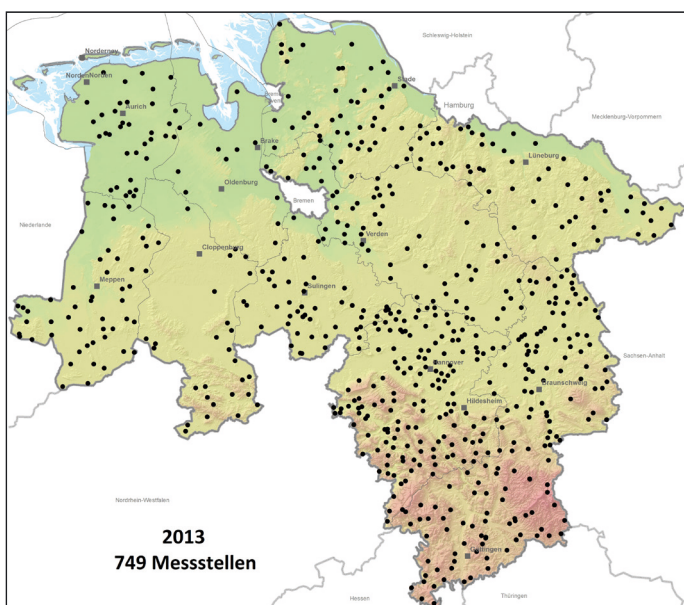 Schleswig-Holstein
Norderney
NordenNorden
Stade
Aurich
Hamburg
Mecklenburg-Vorpommern
Brake
Lüneburg
Oldenburg
Bremen
Niederlande
Verden
Cloppenburg
Meppen
Sulingen
Sachsen-Anhalt
Hannover
Braunschweig
Hildesheim
Nordrhein-Westfalen
2013
749 Messstellen
Göttingen
Hessen
Thüringen